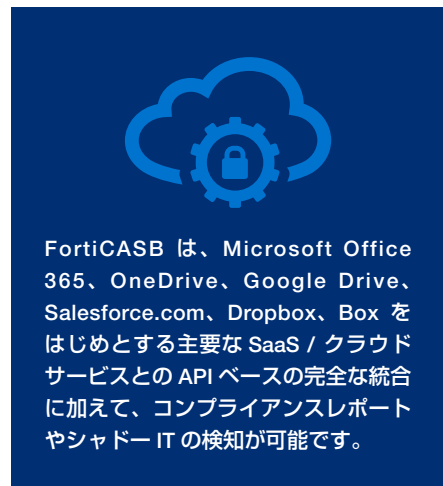 FortiCASB は、Microsoft Office
365、OneDrive、Google Drive、
Salesforce.com、Dropbox、Box を
はじめとする主要な SaaS / クラウド
サービスとの API ベースの完全な統合
に加えて、コンプライアンスレポート
やシャドー IT の検知が可能です。